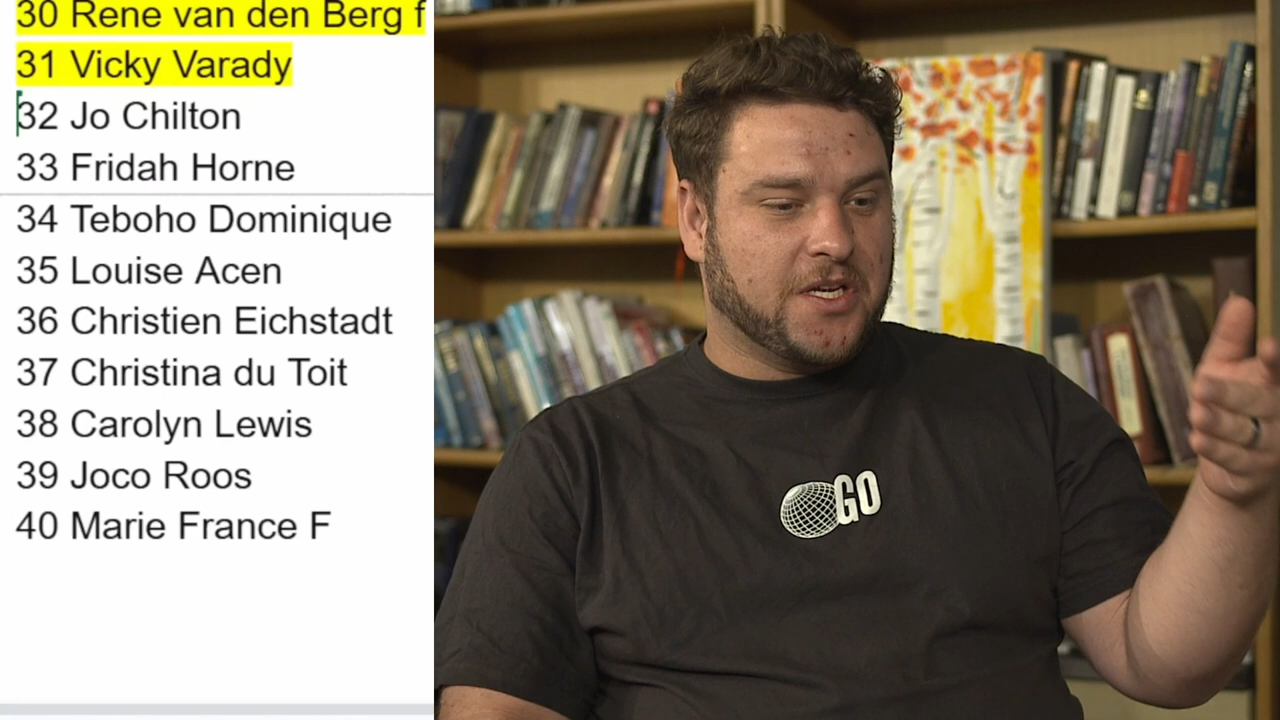 30 Rene van den Berg f
31 Vicky Varady
32 Jo Chilton
33 Fridah Horne
34 Teboho Dominique
35 Louise Acen
36 Christien Eichstadt
37 Christina du Toit
38 Carolyn Lewis
39 Joco Roos
40 Marie France F
GO